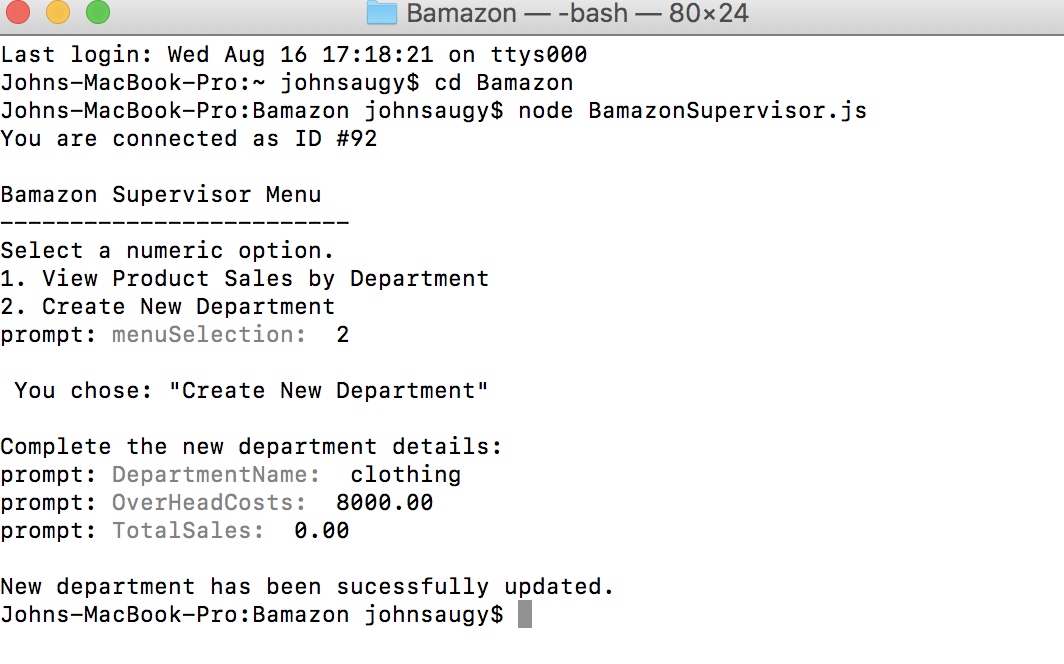 Bamazon — -bash — 80×24
Last login: Wed Aug 16 17:18:21 on ttys000
Johns-MacBook-Pro:~ johnsaugy$ cd Bamazon
Johns-MacBook-Pro:Bamazon johnsaugy$ node BamazonSupervisor.js
You are connected as ID #92
Bamazon Supervisor Menu
-------------------------
Select a numeric option.
1. View Product Sales by Department
2. Create New Department
prompt: menuSelection:  2
You chose: "Create New Department"
Complete the new department details:
prompt: DepartmentName:  clothing
prompt: OverHeadCosts:  8000.00
prompt: TotalSales:  0.00
New department has been sucessfully updated.
Johns-MacBook-Pro:Bamazon johnsaugy$